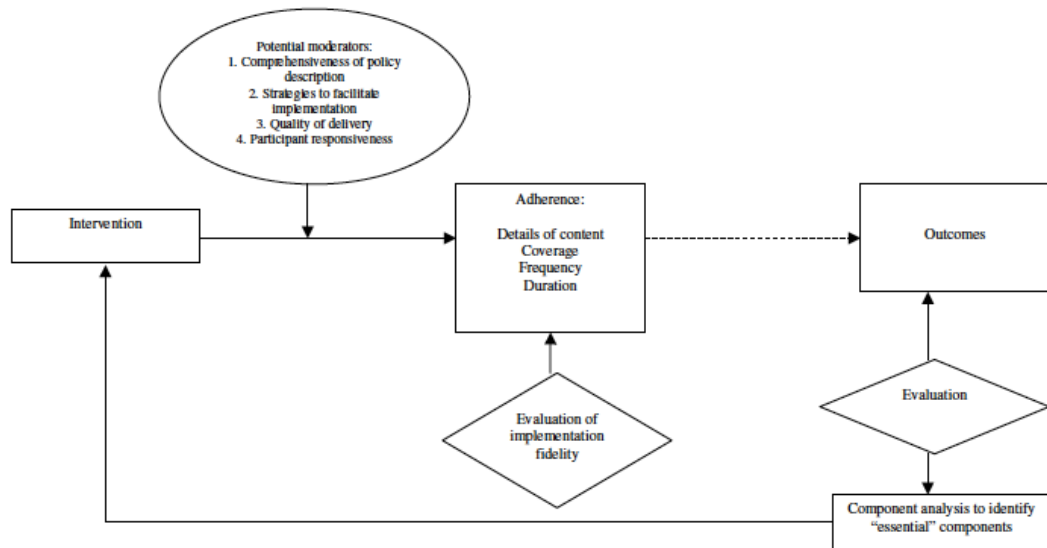 Potential moderators:
1. Comprehensiveness of policy
description
2. Strategies to facilitate
implementation
3. Quality of delivery
4. Participant responsiveness
Intervention
Adherence:
Details of content
Coverage
Frequency
Duration
Outcomes
Evaluation of
implementation
fidelity
Evaluation
Component analysis to identify
“essential” components